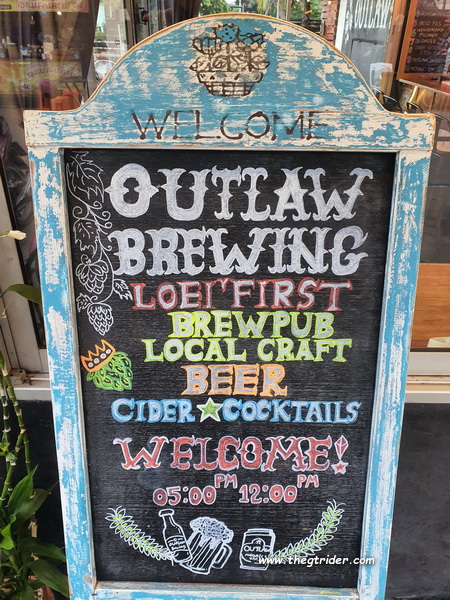 WELCOME
OUTLAW
BREWING
LOEI'FIRST
BREWPUB
LOCAL CRAFT
BEER
CIDER ★ COCKTAILS
WELCOME!
05:00 PM 12:00 PM
OUTLAW
www.thegtrider.com